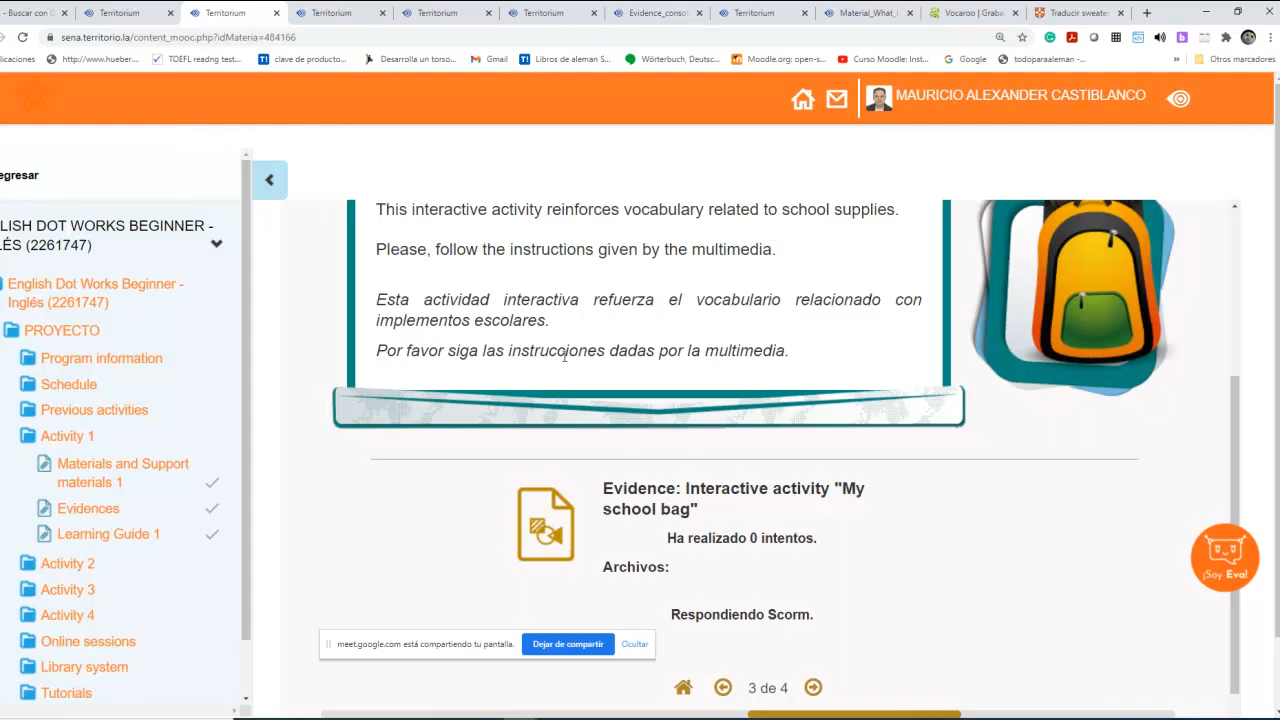 - Buscar con G
Territorium
Territorium
Territorium
Territorium
Territorium
Evidence_conso
Territorium
Material_What_I
Vocaroo | Graba
Traducir sweate
sena.territorio.la/content_mooc.php?idMateria=484166
http://www.hueber...
TOEFL readng test...
clave de producto...
Desarolla un torso...
Gmail
Libros de aleman S...
Wörterbuch, Deutsc...
Moodle.org: open-s...
Curso Moodle: Inst...
Google
todoparaaleman -...
»
Otros marcadores
MAURICIO ALEXANDER CASTIBLANCO
egresar
ENGLISH DOT WORKS BEGINNER -
LÉS (2261747)
English Dot Works Beginner -
Inglés (2261747)
PROYECTO
Program information
Schedule
Previous activities
Activity 1
Materials and Support
materials 1
Evidences
Learning Guide 1
Activity 2
Activity 3
Activity 4
Online sessions
Library system
Tutorials
This interactive activity reinforces vocabulary related to school supplies.
Please, follow the instructions given by the multimedia.
Esta actividad interactiva refuerza el vocabulario relacionado con
implementos escolares.
Por favor siga las instrucciones dadas por la multimedia.
Evidence: Interactive activity "My
school bag"
Ha realizado 0 intentos.
Archivos:
Respondiendo Scorm.
¡Soy Eva!
meet.google.com está compartiendo tu pantalla.
Dejar de compartir
Ocultar
3 de 4